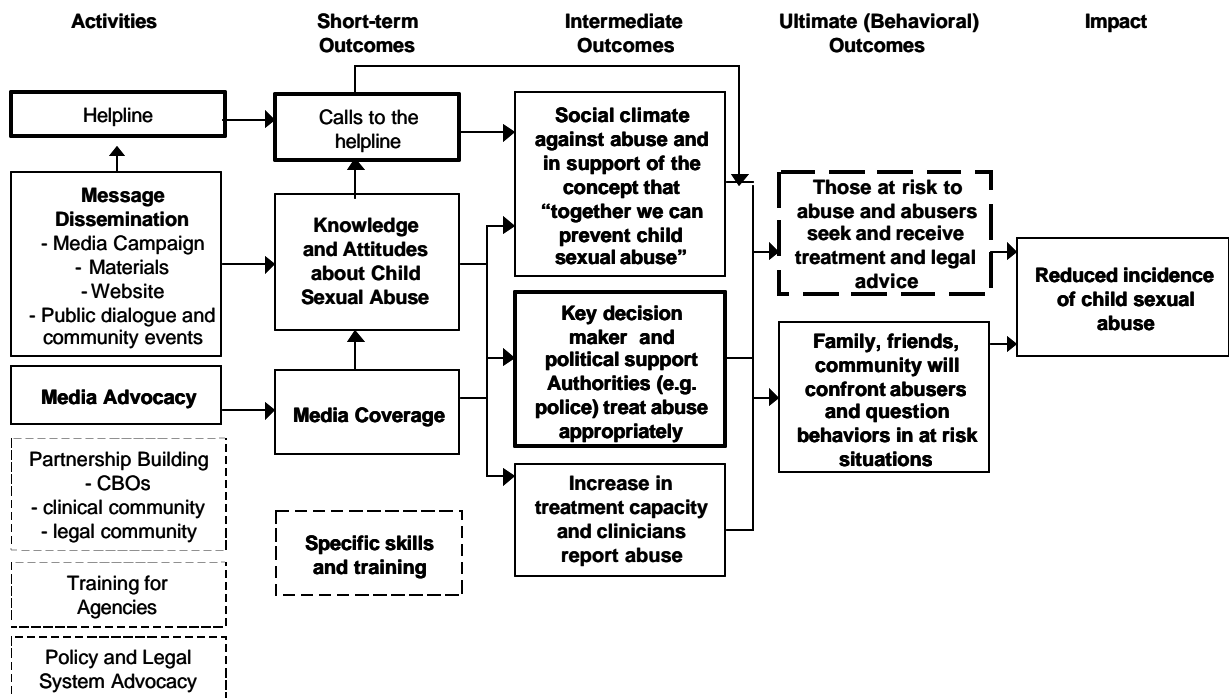 Activities
Short-term
Outcomes
Intermediate
Outcomes
Ultimate (Behavioral)
Outcomes
Impact
Helpline
Message
Dissemination
- Media Campaign
- Materials
- Website
- Public dialogue and
community events
Media Advocacy
Partnership Building
- CBOs
- clinical community
- legal community
Training for
Agencies
Policy and Legal
System Advocacy
Calls to the
helpline
Knowledge
and Attitudes
about Child
Sexual Abuse
Media Coverage
Specific skills
and training
Social climate
against abuse and
in support of the
concept that
“together we can
prevent child
sexual abuse”
Key decision
maker and
political support
Authorities (e.g.
police) treat abuse
appropriately
Increase in
treatment capacity
and clinicians
report abuse
Those at risk to
abuse and abusers
seek and receive
treatment and legal
advice
Family, friends,
community will
confront abusers
and question
behaviors in at risk
situations
Reduced incidence
of child sexual
abuse